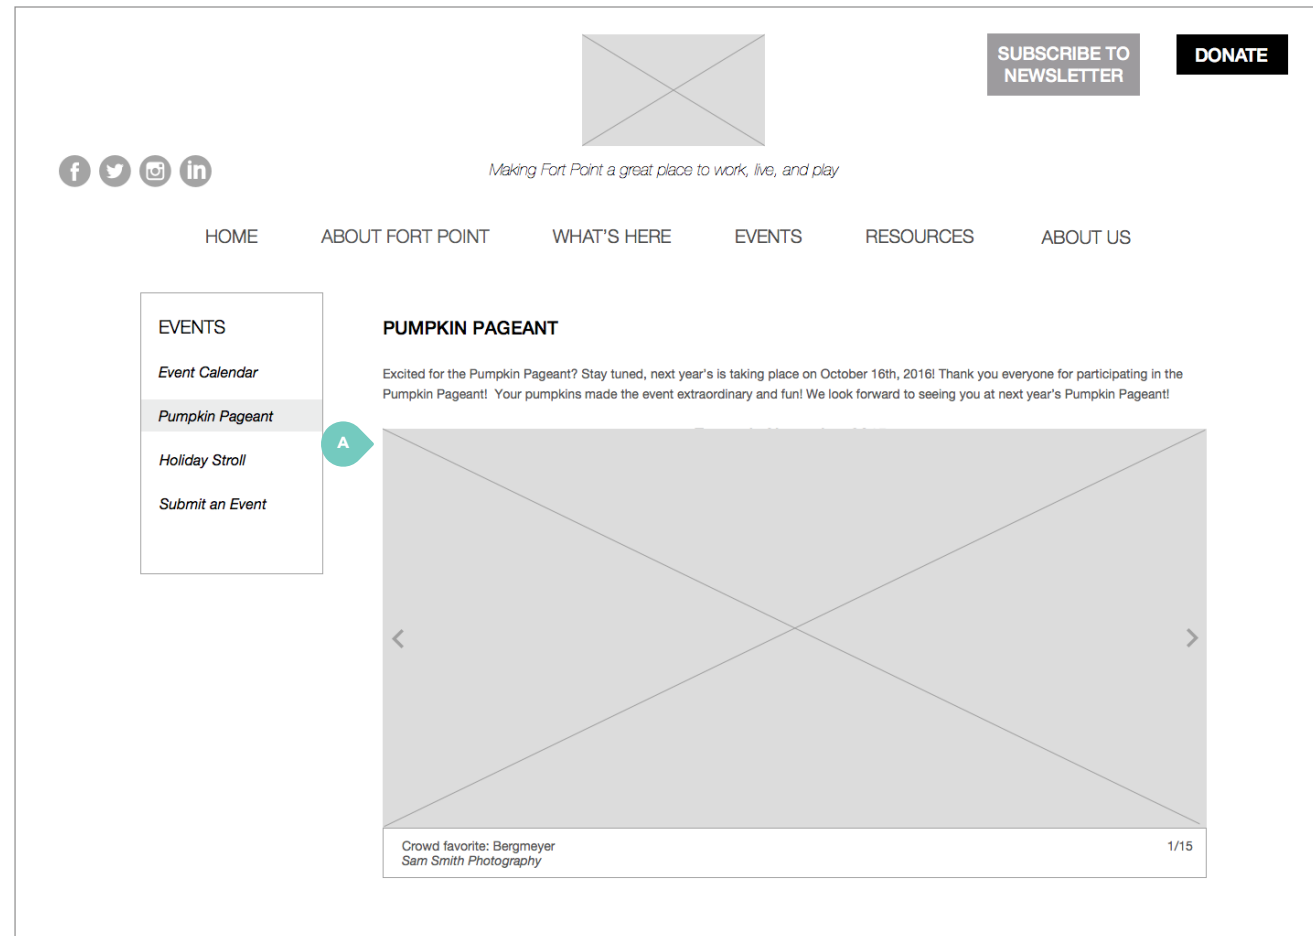 SUBSCRIBE TO
NEWSLETTER
DONATE
Making Fort Point a great place to work, live, and play
HOME ABOUT FORT POINT WHAT'S HERE EVENTS RESOURCES ABOUT US
EVENTS
Event Calendar
Pumpkin Pageant
Holiday Stroll
Submit an Event
PUMPKIN PAGEANT
Excited for the Pumpkin Pageant? Stay tuned, next year's is taking place on October 16th, 2016! Thank you everyone for participating in the
Pumpkin Pageant!  Your pumpkins made the event extraordinary and fun! We look forward to seeing you at next year's Pumpkin Pageant!
A
Crowd favorite: Bergmeyer 1/15
Sam Smith Photography